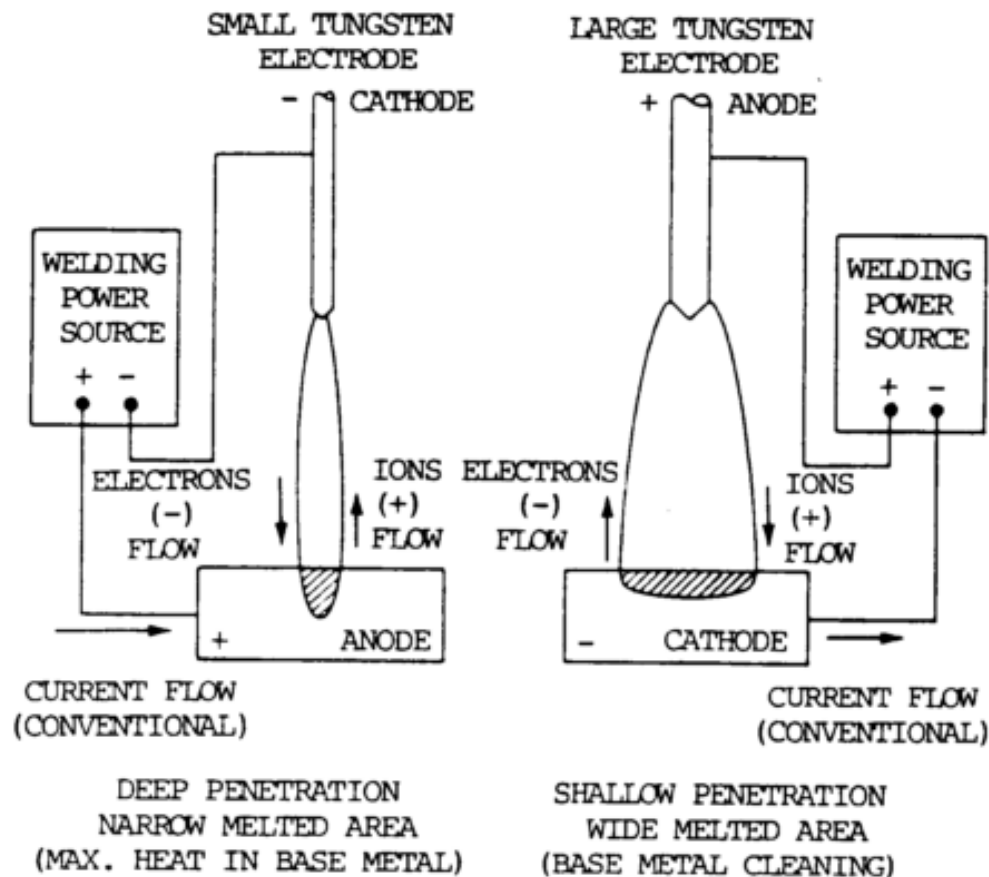 SMALL TUNGSTEN
ELECTRODE
- CATHODE
WELDING
POWER
SOURCE
+ -
ELECTRONS
(-)
FLOW
IONS
(+)
FLOW
+ ANODE
CURRENT FLOW
(CONVENTIONAL)
DEEP PENETRATION
NARROW MELTED AREA
(MAX. HEAT IN BASE METAL)
LARGE TUNGSTEN
ELECTRODE
+ ANODE
WELDING
POWER
SOURCE
+ -
ELECTRONS
(-)
FLOW
IONS
(+)
FLOW
- CATHODE
CURRENT FLOW
(CONVENTIONAL)
SHALLOW PENETRATION
WIDE MELTED AREA
(BASE METAL CLEANING)